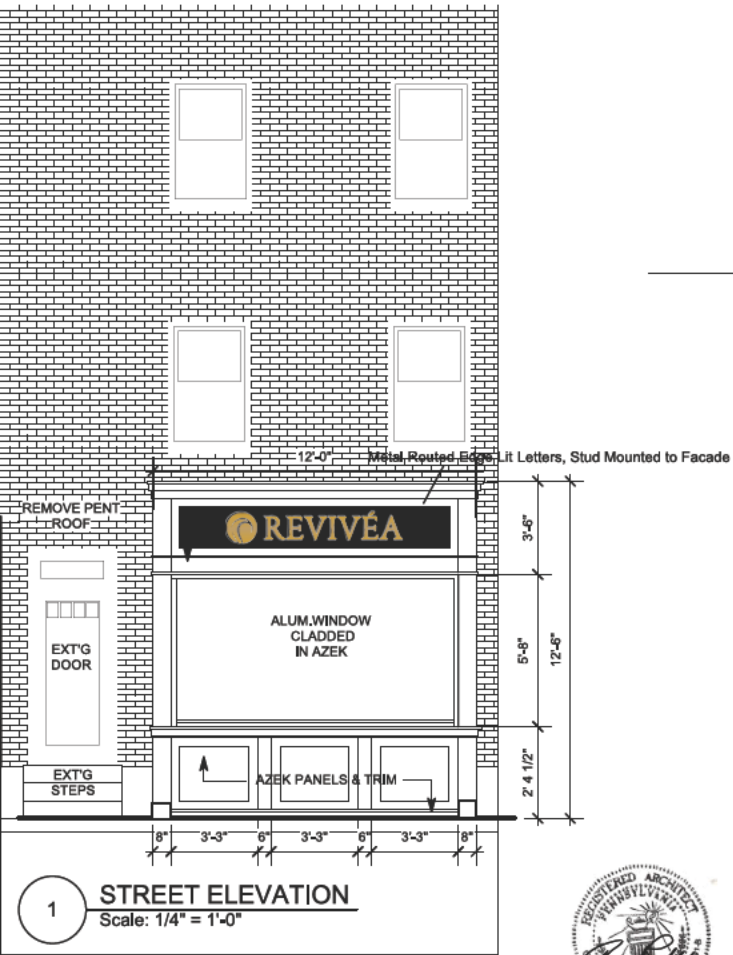 12'-0"
Metal Routed Edge Lit Letters, Stud Mounted to Facade
REMOVE PENT
ROOF
REVIVÉA
3'-6"
ALUM.WINDOW
CLADDED
IN AZEK
EXT'G
DOOR
5'-8"
12'-6"
EXT'G
STEPS
AZEK PANELS & TRIM
2' 4 1/2"
8"
3'-3"
6"
3'-3"
6"
3'-3"
8"
1
STREET ELEVATION
Scale: 1/4" = 1'-0"
REGISTERED ARCHITECT
PENNSYLVANIA